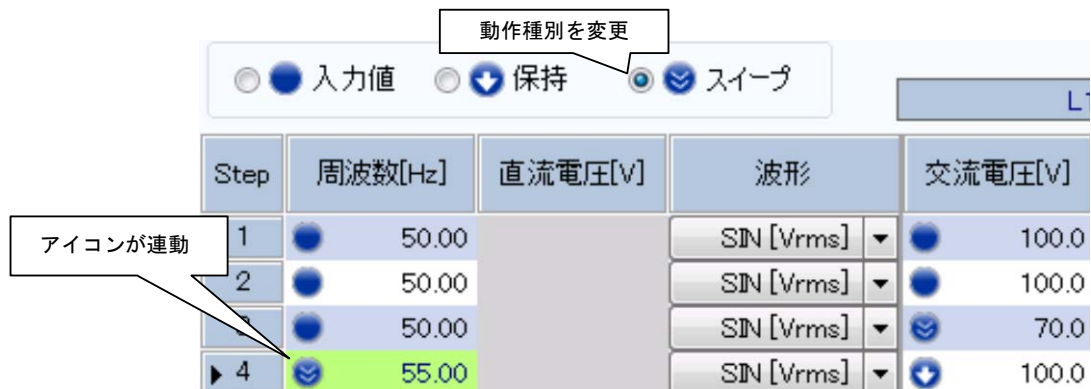 動作種別を変更
入力値 保持 スイープ
L1
Step 周波数[Hz] 直流電圧[V] 波形 交流電圧[V]
アイコンが連動
1 50.00 SIN [Vrms] 100.0
2 50.00 SIN [Vrms] 100.0
3 50.00 SIN [Vrms] 70.0
4 55.00 SIN [Vrms] 100.0